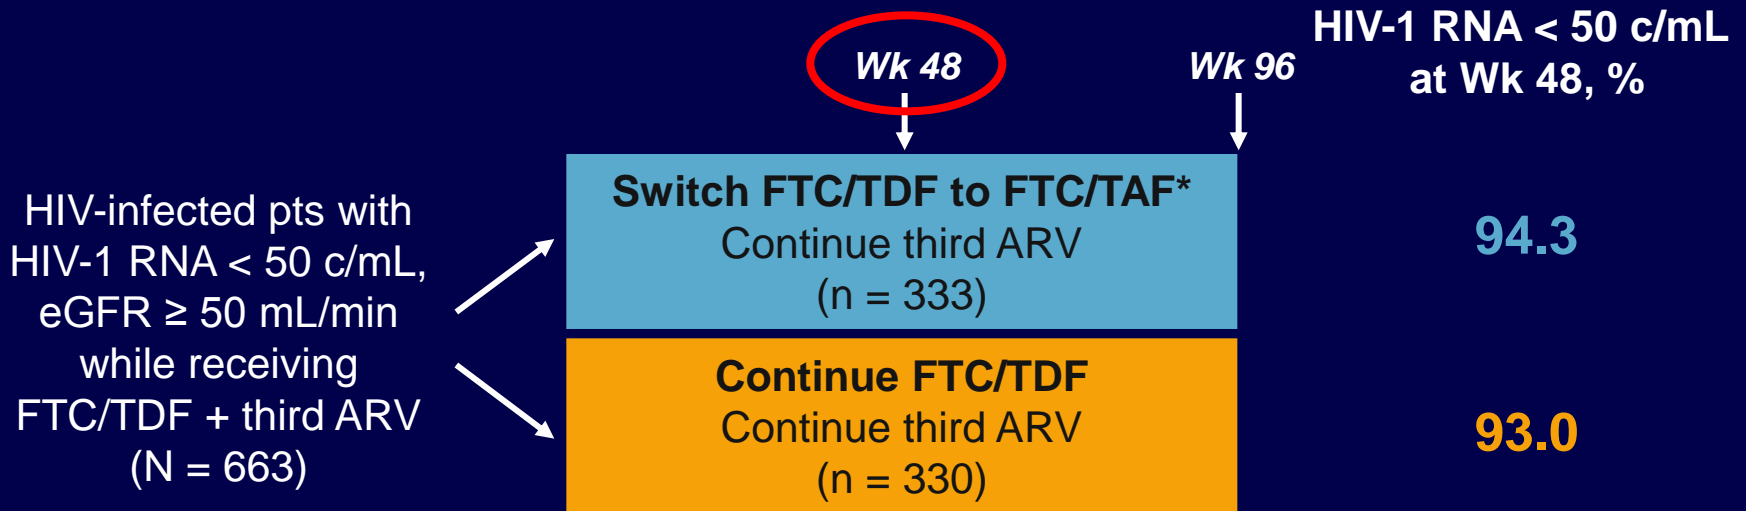 Wk 48
Wk 96
HIV-1 RNA < 50 c/mL
at Wk 48, %
HIV-infected pts with
HIV-1 RNA < 50 c/mL,
eGFR ≥ 50 mL/min
while receiving
FTC/TDF + third ARV
(N = 663)
Switch FTC/TDF to FTC/TAF*
Continue third ARV
(n = 333)
94.3
Continue FTC/TDF
Continue third ARV
(n = 330)
93.0